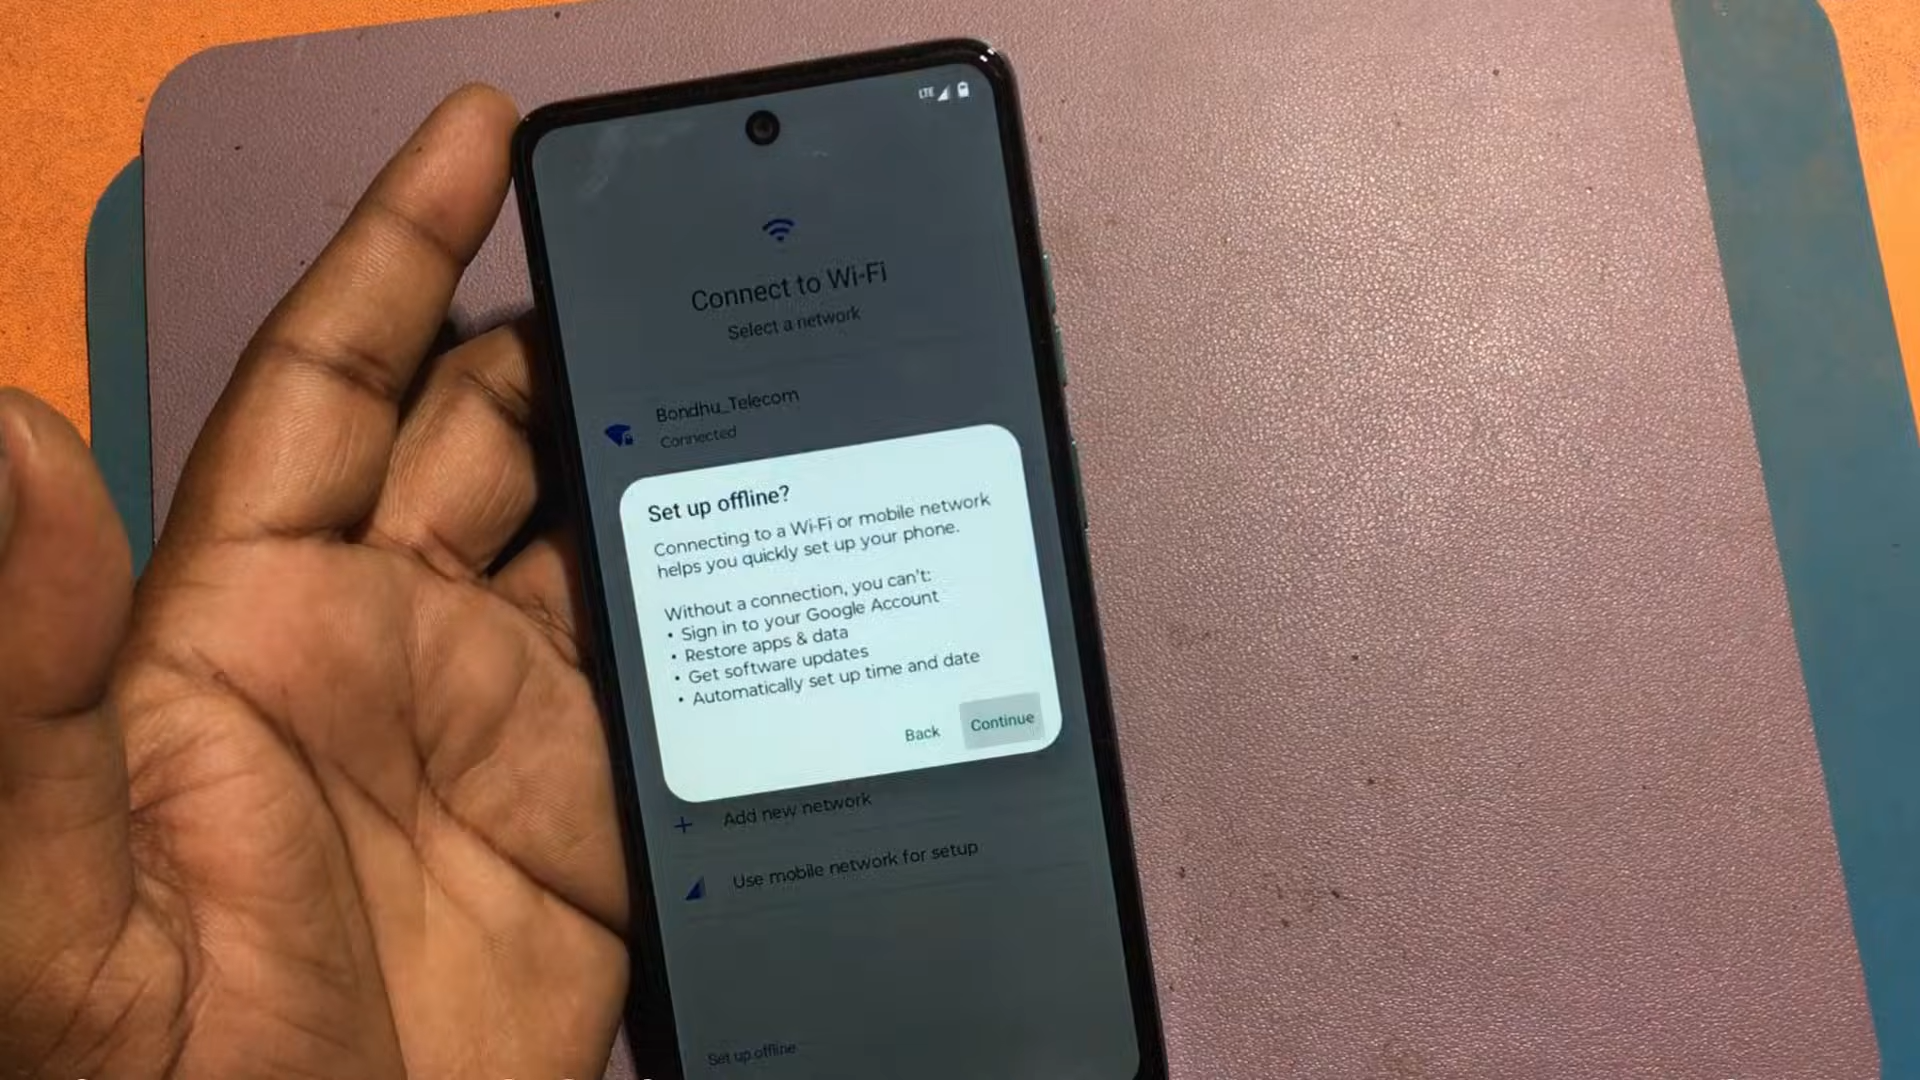 LTE
Connect to Wi-Fi
Select a network
Bondhu_Telecom
Connected
Set up offline?
Connecting to a Wi-Fi or mobile network
helps you quickly set up your phone.
Without a connection, you can't:
• Sign in to your Google Account
• Restore apps & data
• Get software updates
• Automatically set up time and date
Back Continue
+ Add new network
Use mobile network for setup
Set up offline